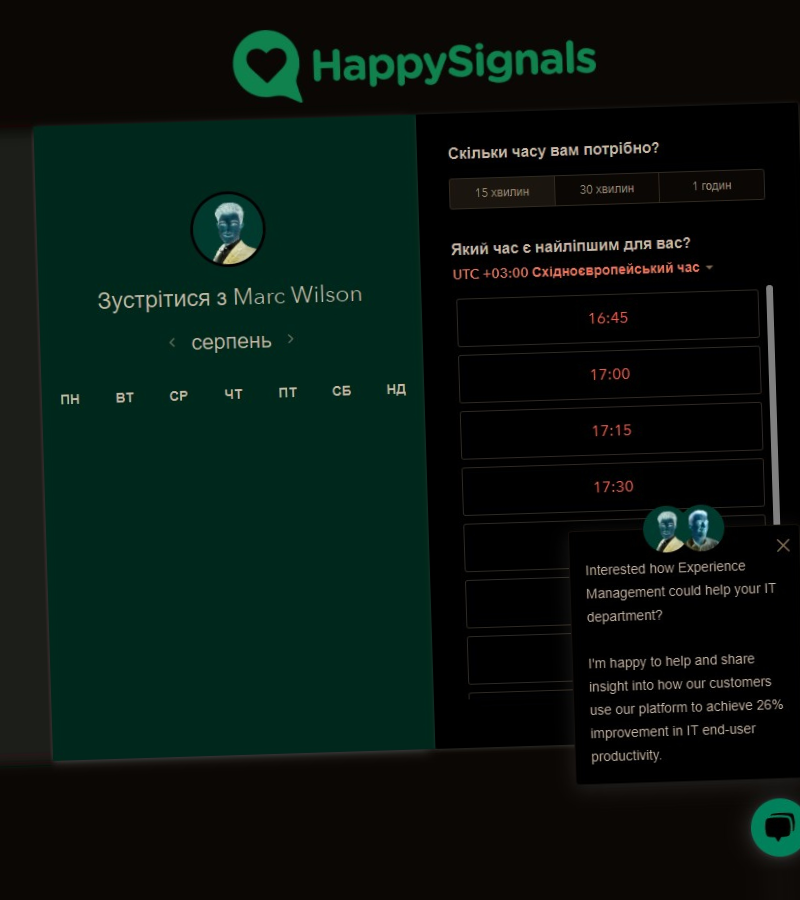 HappySignals
Зустрітися з Marc Wilson
серпень
ПН ВТ СР ЧТ ПТ СБ НД
Скільки часу вам потрібно?
15 хвилин 30 хвилин 1 годин
Який час є найліпшим для вас?
UTC +03:00 Східноєвропейський час
16:45
17:00
17:15
17:30
Interested how Experience
Management could help your IT
department?
I'm happy to help and share
insight into how our customers
use our platform to achieve 26%
improvement in IT end-user
productivity.